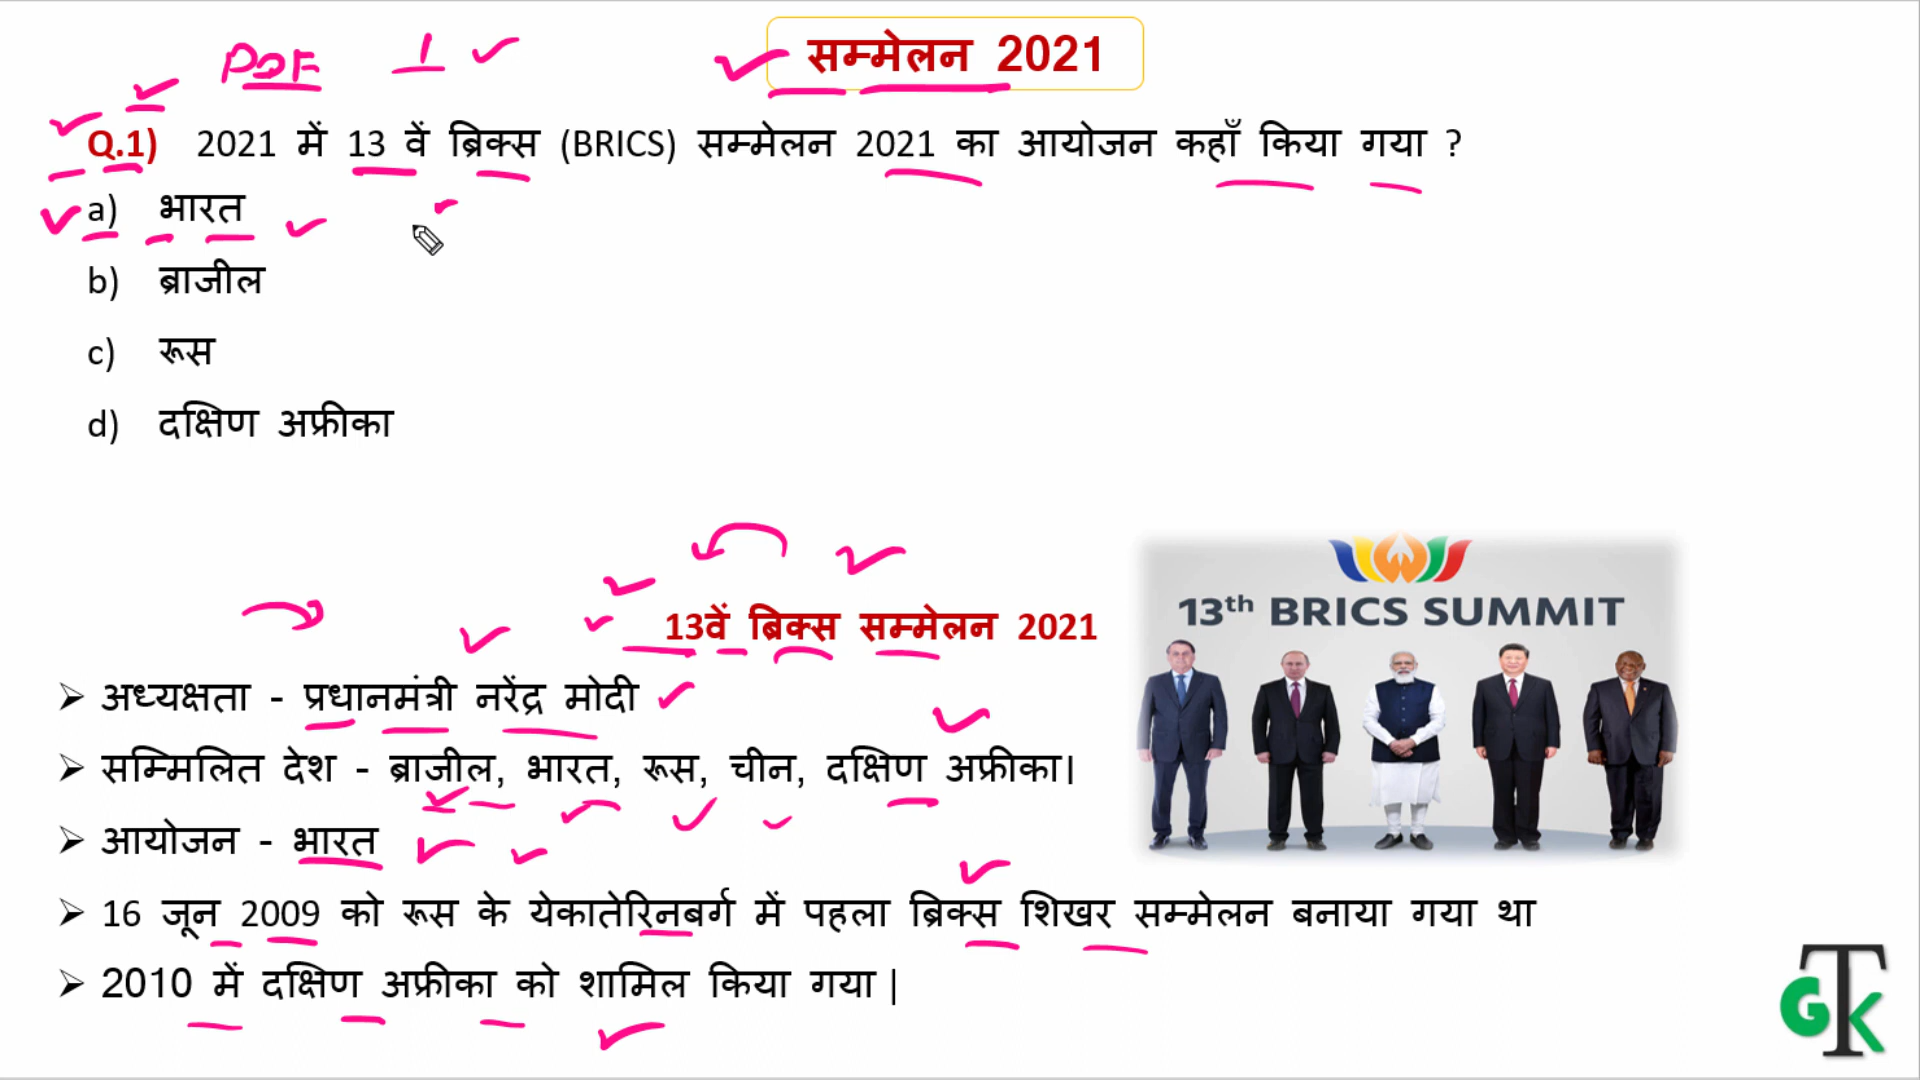 PDF 1
सम्मेलन 2021
Q.1) 2021 में 13 वें ब्रिक्स (BRICS) सम्मेलन 2021 का आयोजन कहाँ किया गया ?
a) भारत
b) ब्राजील
c) रूस
d) दक्षिण अफ्रीका
13वें ब्रिक्स सम्मेलन 2021
13th BRICS SUMMIT
➢ अध्यक्षता - प्रधानमंत्री नरेंद्र मोदी
➢ सम्मिलित देश - ब्राजील, भारत, रूस, चीन, दक्षिण अफ्रीका।
➢ आयोजन - भारत
➢ 16 जून 2009 को रूस के येकातेरिनबर्ग में पहला ब्रिक्स शिखर सम्मेलन बनाया गया था
➢ 2010 में दक्षिण अफ्रीका को शामिल किया गया |
GTK